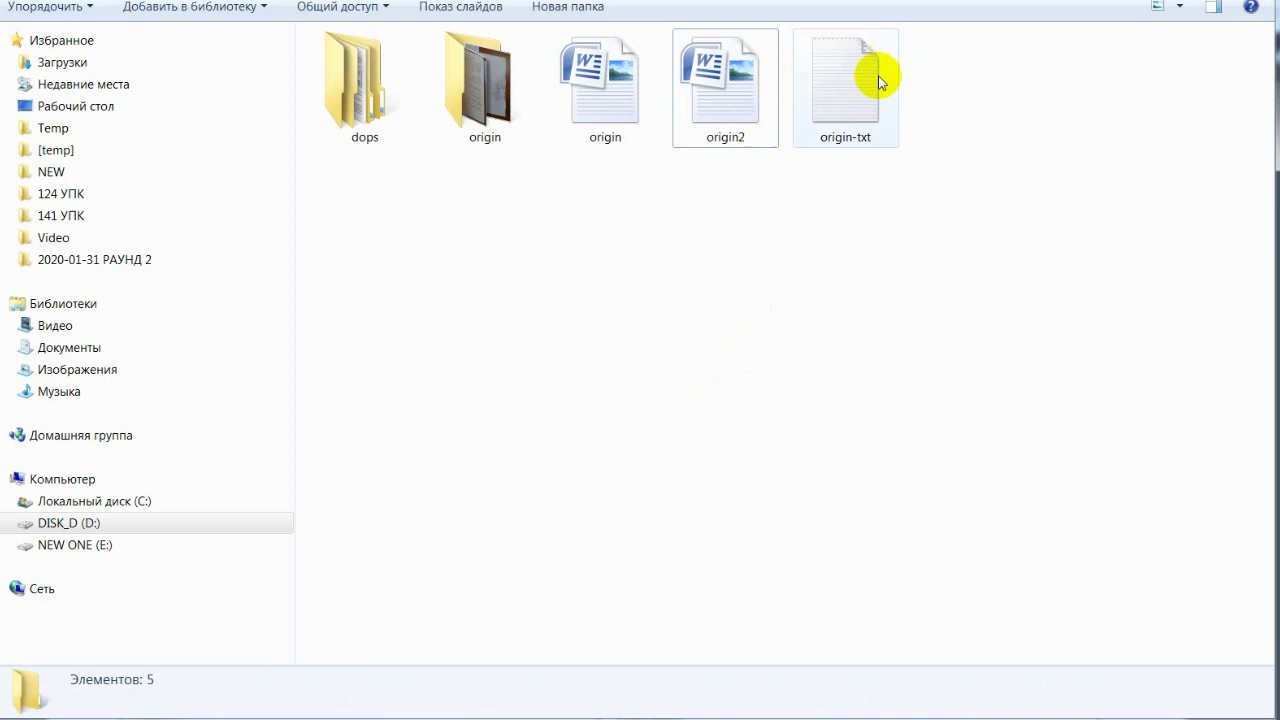 Упорядочить Добавить в библиотеку Общий доступ Показ слайдов Новая папка
Избранное
Загрузки
Недавние места
Рабочий стол
Temp
[temp]
NEW
124 УПК
141 УПК
Video
2020-01-31 РАУНД 2
Библиотеки
Видео
Документы
Изображения
Музыка
Домашняя группа
Компьютер
Локальный диск (C:)
DISK_D (D:)
NEW ONE (E:)
Сеть
dops origin origin origin2 origin-txt
Элементов: 5